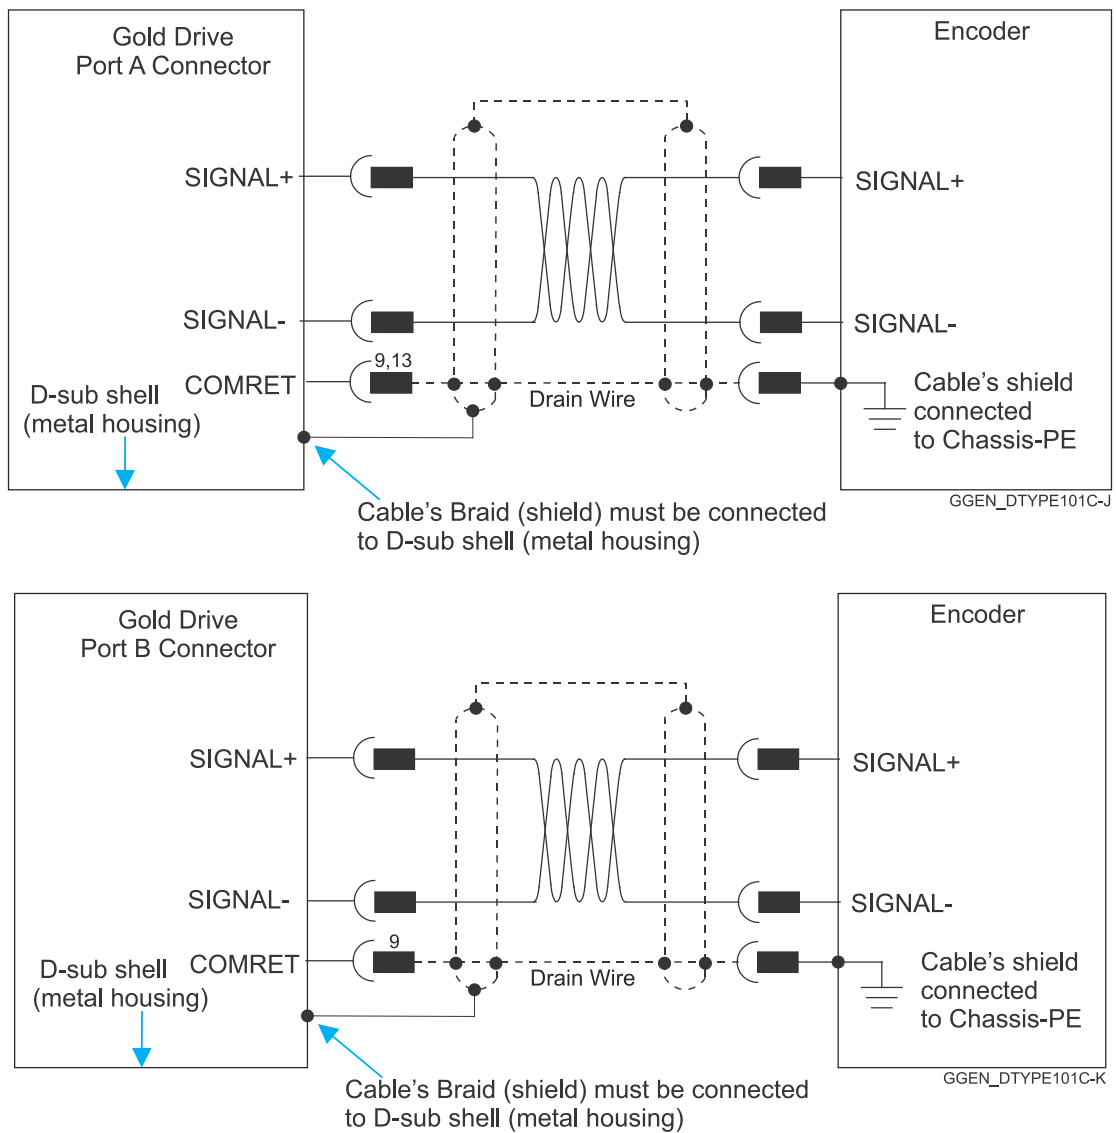 Gold Drive
Port A Connector
Encoder
SIGNAL+
SIGNAL+
SIGNAL-
SIGNAL-
9,13
COMRET
Drain Wire
D-sub shell
(metal housing)
Cable's shield
connected
to Chassis-PE
GGEN_DTYPE101C-J
Cable's Braid (shield) must be connected
to D-sub shell (metal housing)
Gold Drive
Port B Connector
Encoder
SIGNAL+
SIGNAL+
SIGNAL-
SIGNAL-
9
COMRET
Drain Wire
D-sub shell
(metal housing)
Cable's shield
connected
to Chassis-PE
GGEN_DTYPE101C-K
Cable's Braid (shield) must be connected
to D-sub shell (metal housing)